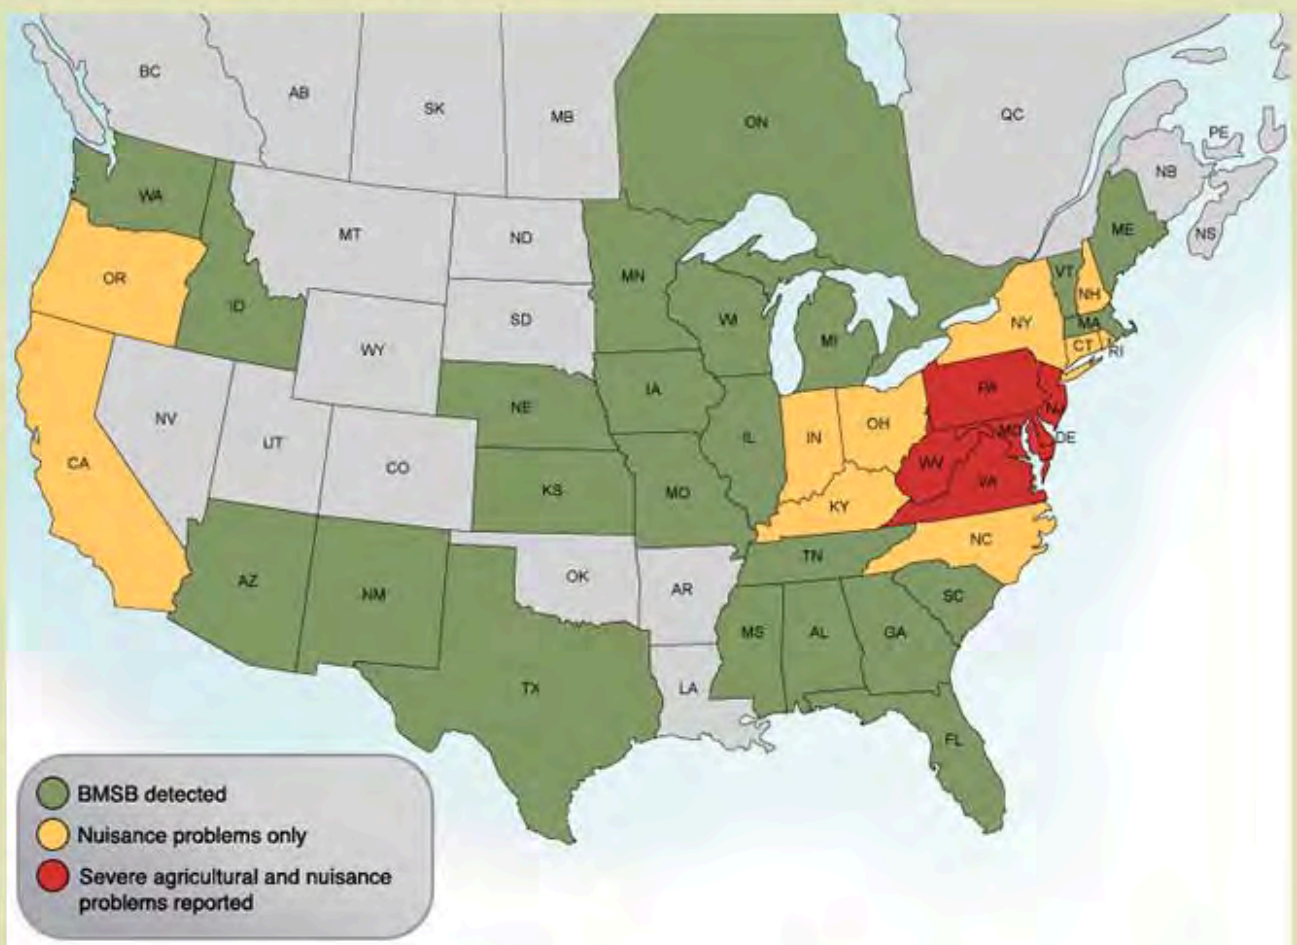 BC
AB
SK
MB
ON
QC
PE
NB
NS
WA
MT
ND
MN
ME
OR
ID
SD
WI
MI
VT
NH
NY
MA
CT
RI
WY
NE
IA
PA
NJ
NV
UT
CO
IL
IN
OH
MD
DE
CA
KS
MO
WV
VA
KY
NC
AZ
NM
OK
AR
TN
SC
MS
AL
GA
TX
LA
FL
BMSB detected
Nuisance problems only
Severe agricultural and nuisance
problems reported